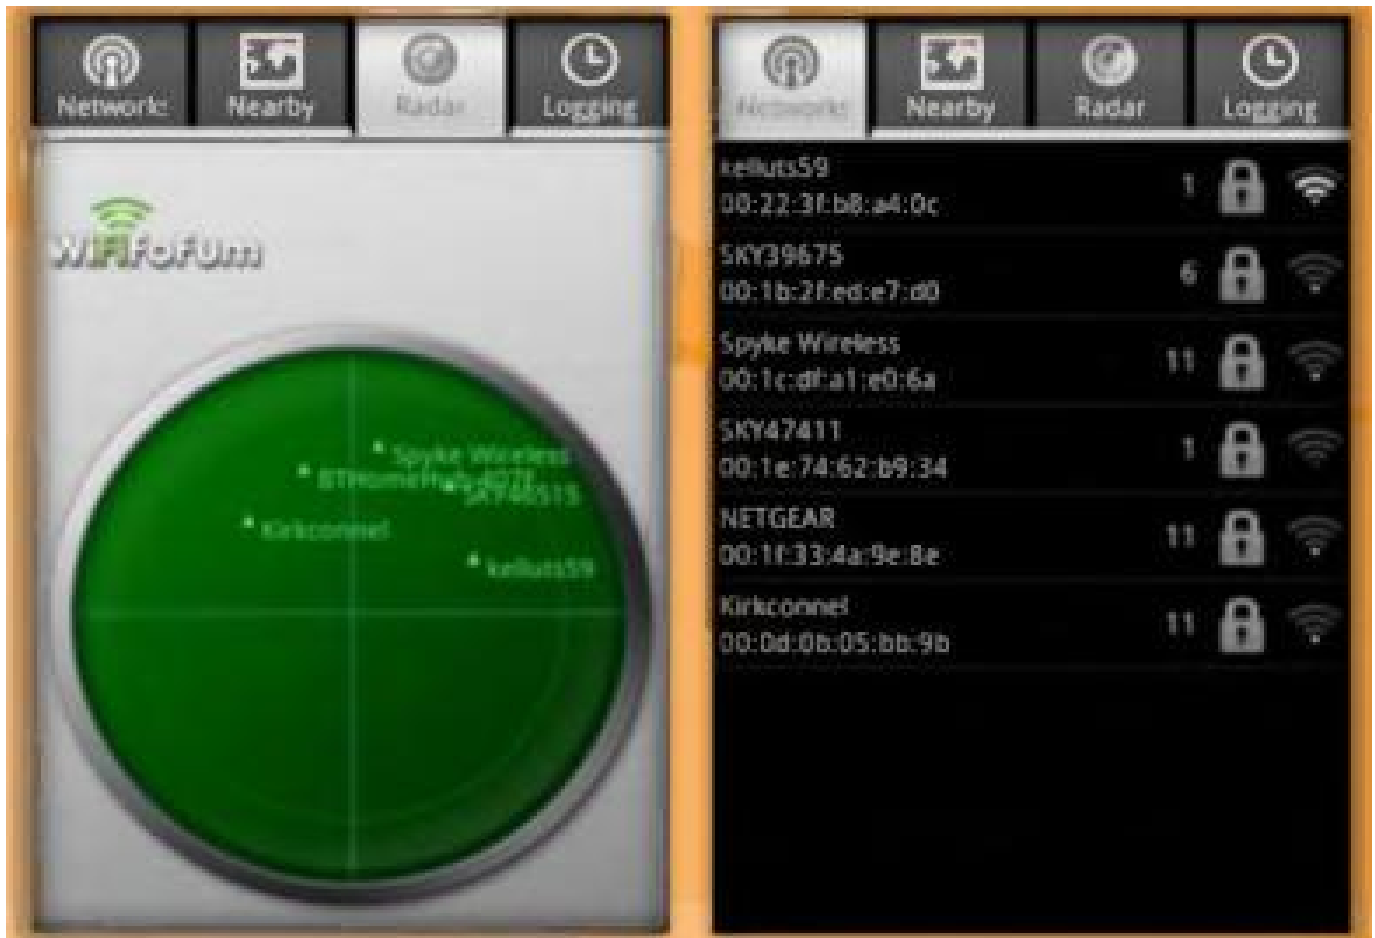 Network:
Nearby
Radar
Logging
WiFiFoFum
Spyke Wireless
SKY46515
Kirkconnel
kelluts59
Networks
Nearby
Radar
Logging
kelluts59
00:22:3f:b8:a4:0c
1
SKY39675
00:1b:2f:ed:e7:d0
6
Spyke Wireless
00:1c:df:a1:e0:6a
11
SKY47411
00:1e:74:62:b9:34
1
NETGEAR
00:1f:33:4a:9e:8e
11
Kirkconnel
00:0d:0b:05:bb:9b
11